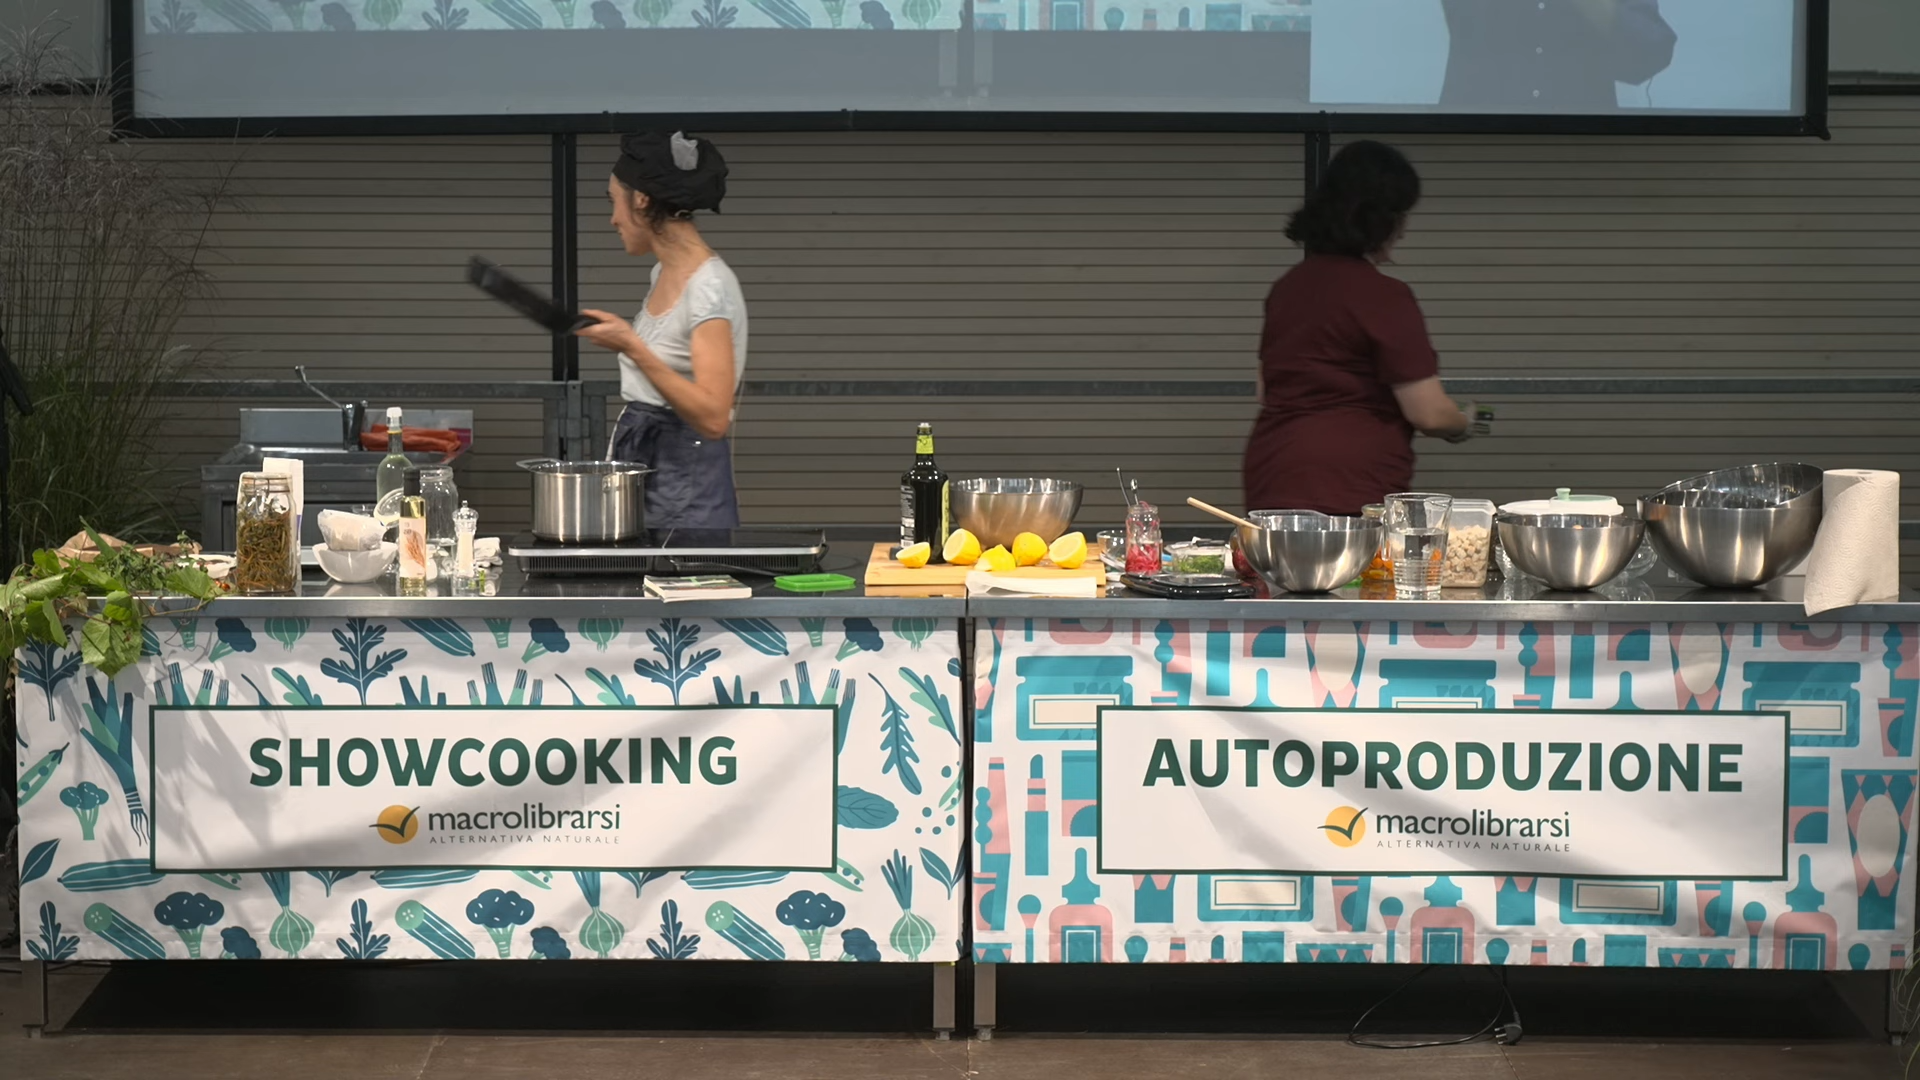 SHOWCOOKING
macrolibrarsi
ALTERNATIVA NATURALE
AUTOPRODUZIONE
macrolibrarsi
ALTERNATIVA NATURALE